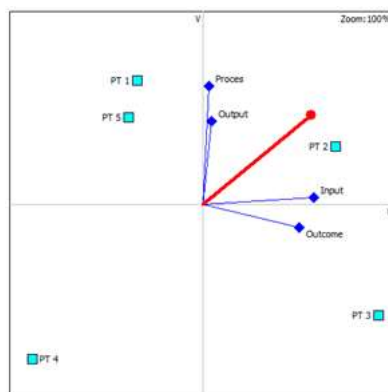 V
Zoom:100%
PT 1
Proces
PT 5
Output
PT 2
Input
Outcome
PT 3
PT 4